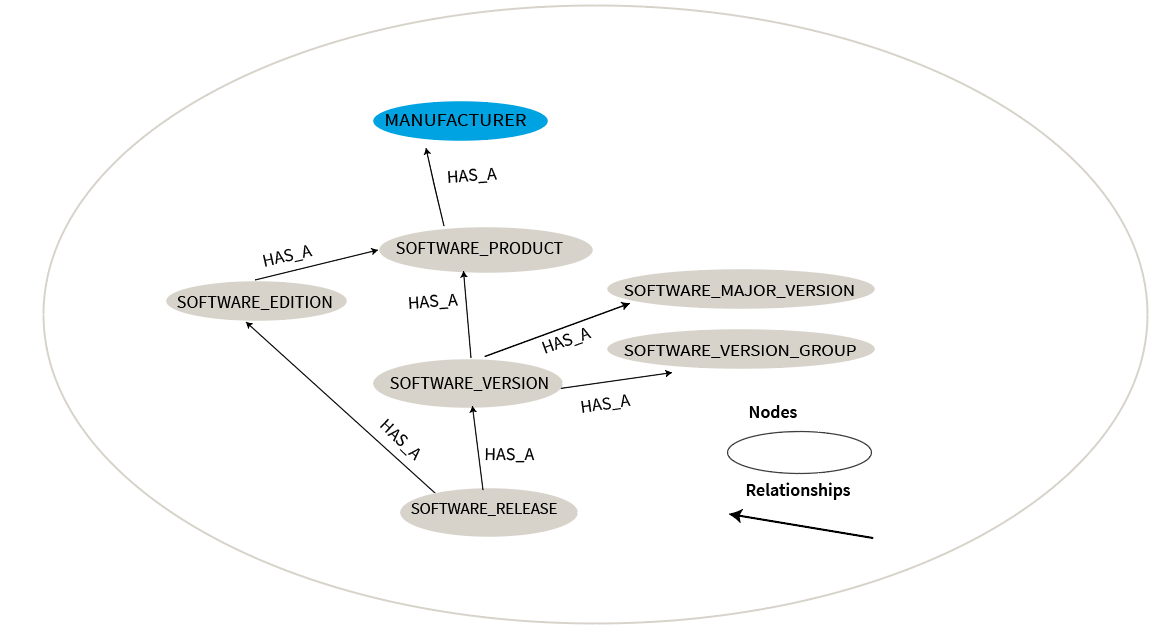 MANUFACTURER
HAS_A
SOFTWARE_PRODUCT
HAS_A
SOFTWARE_EDITION
HAS_A
SOFTWARE_MAJOR_VERSION
HAS_A
SOFTWARE_VERSION_GROUP
SOFTWARE_VERSION
HAS_A
Nodes
HAS_A
HAS_A
Relationships
SOFTWARE_RELEASE